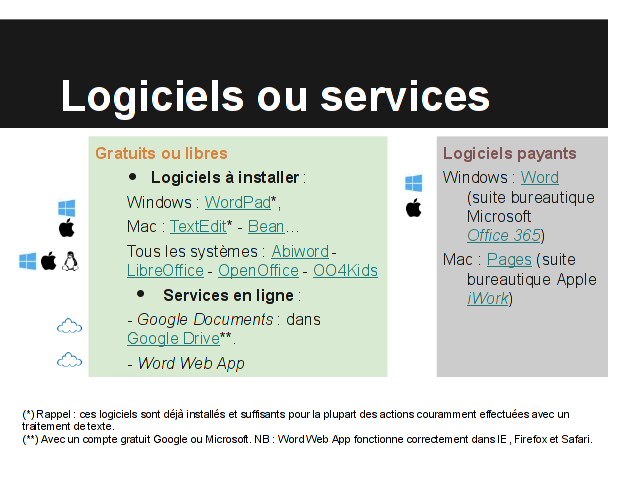 Logiciels ou services
Gratuits ou libres
● Logiciels à installer :
Windows : WordPad*,
Mac : TextEdit* - Bean…
Tous les systèmes : Abiword -
LibreOffice - OpenOffice - OO4Kids
● Services en ligne :
- Google Documents : dans
Google Drive**.
- Word Web App
Logiciels payants
Windows : Word
(suite bureautique
Microsoft
Office 365)
Mac : Pages (suite
bureautique Apple
iWork)
(*) Rappel : ces logiciels sont déjà installés et suffisants pour la plupart des actions couramment effectuées avec un
traitement de texte.
(**) Avec un compte gratuit Google ou Microsoft. NB : Word Web App fonctionne correctement dans IE , Firefox et Safari.